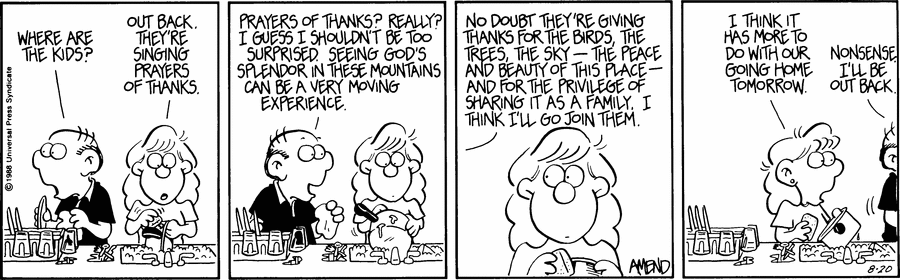 WHERE ARE
THE KIDS?
OUT BACK.
THEY'RE
SINGING
PRAYERS
OF THANKS.
© 1988 Universal Press Syndicate
PRAYERS OF THANKS? REALLY?
I GUESS I SHOULDN'T BE TOO
SURPRISED. SEEING GOD'S
SPLENDOR IN THESE MOUNTAINS
CAN BE A VERY MOVING
EXPERIENCE.
NO DOUBT THEY'RE GIVING
THANKS FOR THE BIRDS, THE
TREES, THE SKY — THE PEACE
AND BEAUTY OF THIS PLACE —
AND FOR THE PRIVILEGE OF
SHARING IT AS A FAMILY. I
THINK I'LL GO JOIN THEM.
AMEND
I THINK IT
HAS MORE TO
DO WITH OUR
GOING HOME
TOMORROW.
NONSENSE,
I'LL BE
OUT BACK.
8-20